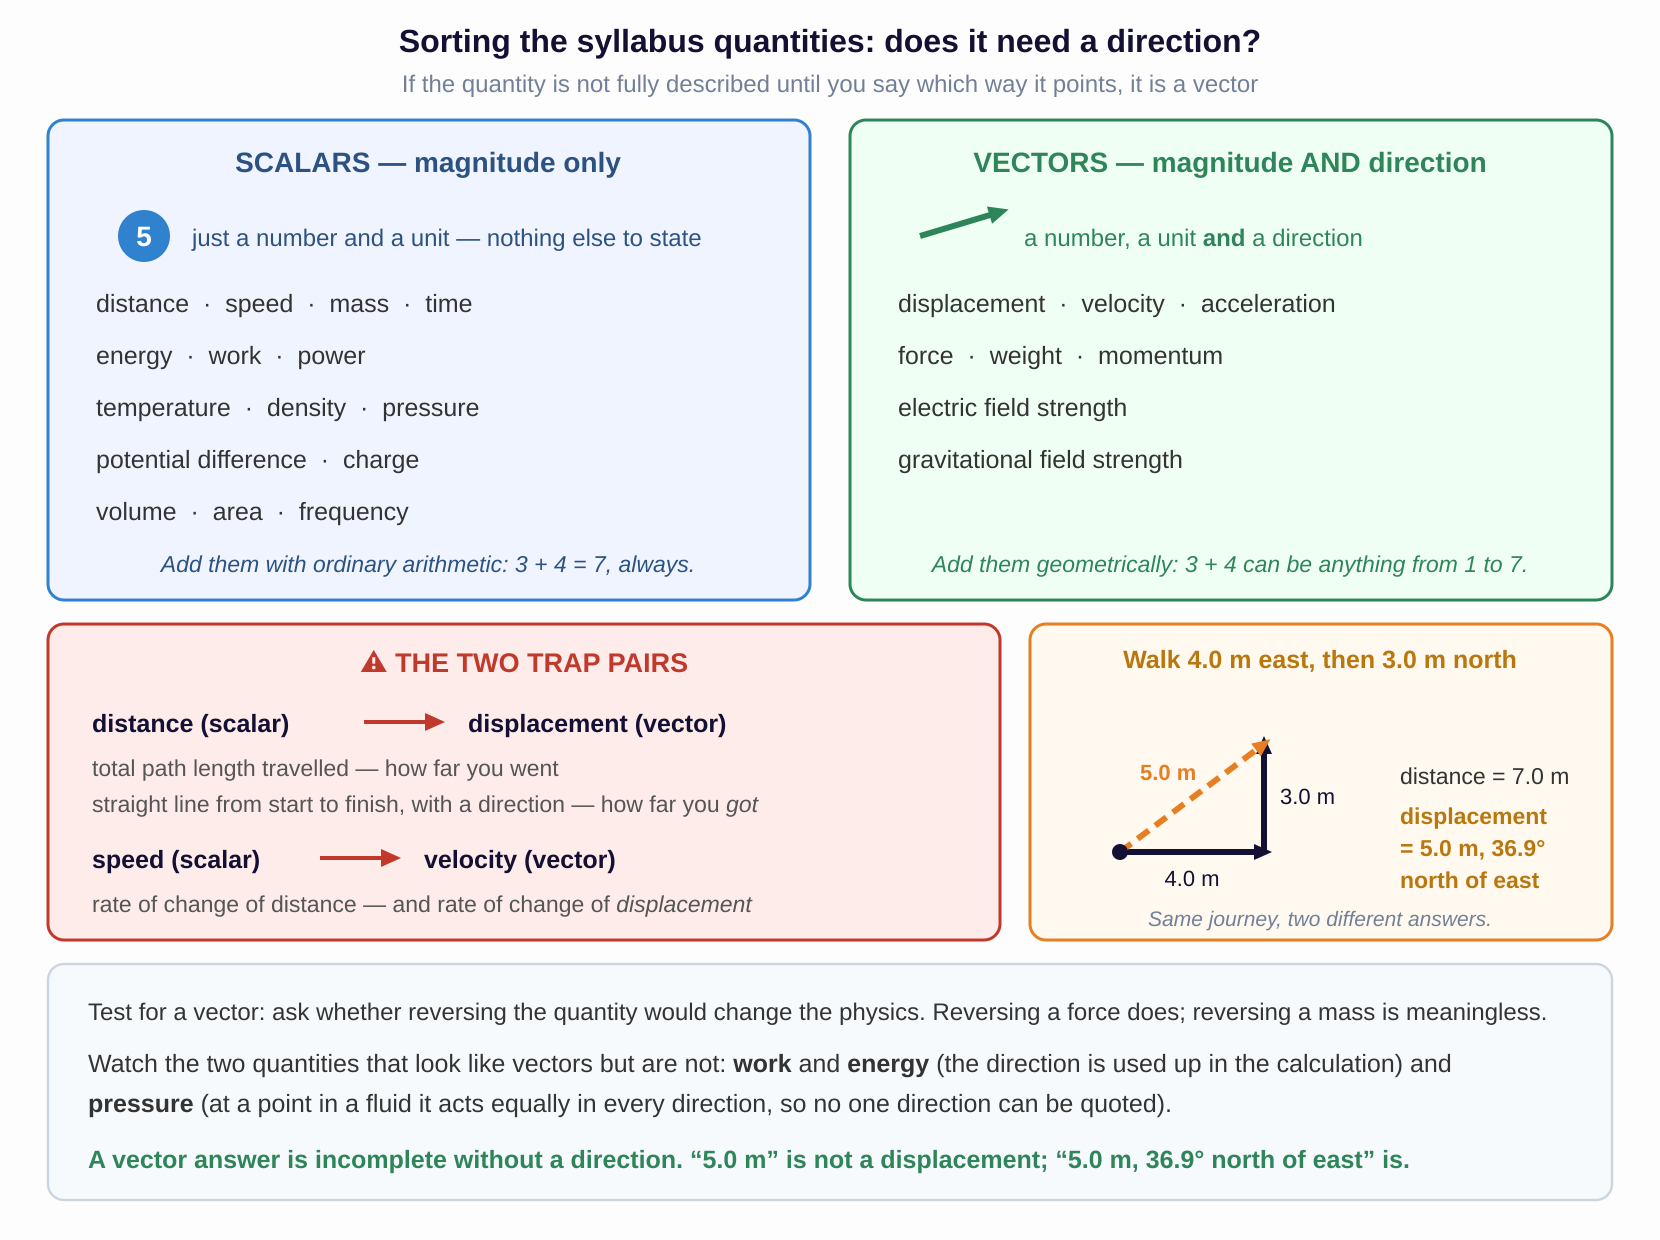 Sorting the syllabus quantities: does it need a direction?
If the quantity is not fully described until you say which way it points, it is a vector
SCALARS — magnitude only
5 just a number and a unit — nothing else to state
distance · speed · mass · time
energy · work · power
temperature · density · pressure
potential difference · charge
volume · area · frequency
Add them with ordinary arithmetic: 3 + 4 = 7, always.
VECTORS — magnitude AND direction
a number, a unit and a direction
displacement · velocity · acceleration
force · weight · momentum
electric field strength
gravitational field strength
Add them geometrically: 3 + 4 can be anything from 1 to 7.
⚠ THE TWO TRAP PAIRS
distance (scalar) → displacement (vector)
total path length travelled — how far you went
straight line from start to finish, with a direction — how far you got
speed (scalar) → velocity (vector)
rate of change of distance — and rate of change of displacement
Walk 4.0 m east, then 3.0 m north
5.0 m
3.0 m
4.0 m
distance = 7.0 m
displacement
= 5.0 m, 36.9°
north of east
Same journey, two different answers.
Test for a vector: ask whether reversing the quantity would change the physics. Reversing a force does; reversing a mass is meaningless.
Watch the two quantities that look like vectors but are not: work and energy (the direction is used up in the calculation) and
pressure (at a point in a fluid it acts equally in every direction, so no one direction can be quoted).
A vector answer is incomplete without a direction. “5.0 m” is not a displacement; “5.0 m, 36.9° north of east” is.